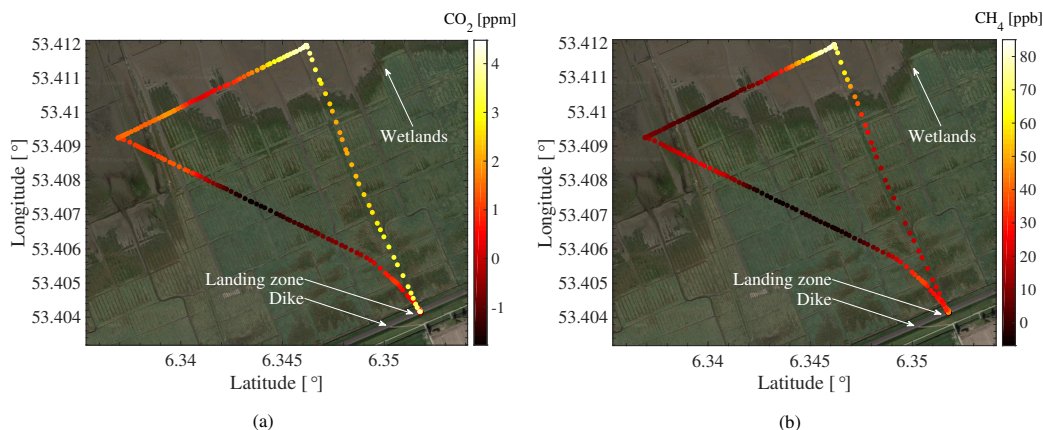 CO2 [ppm]
53.412
53.411
53.41
53.409
53.408
53.407
53.406
53.405
53.404
Longitude [°]
6.34
6.345
6.35
Latitude [°]
Wetlands
Landing zone
Dike
4
3
2
1
0
-1
(a)
CH4 [ppb]
53.412
53.411
53.41
53.409
53.408
53.407
53.406
53.405
53.404
Longitude [°]
6.34
6.345
6.35
Latitude [°]
Wetlands
Landing zone
Dike
80
70
60
50
40
30
20
10
0
(b)